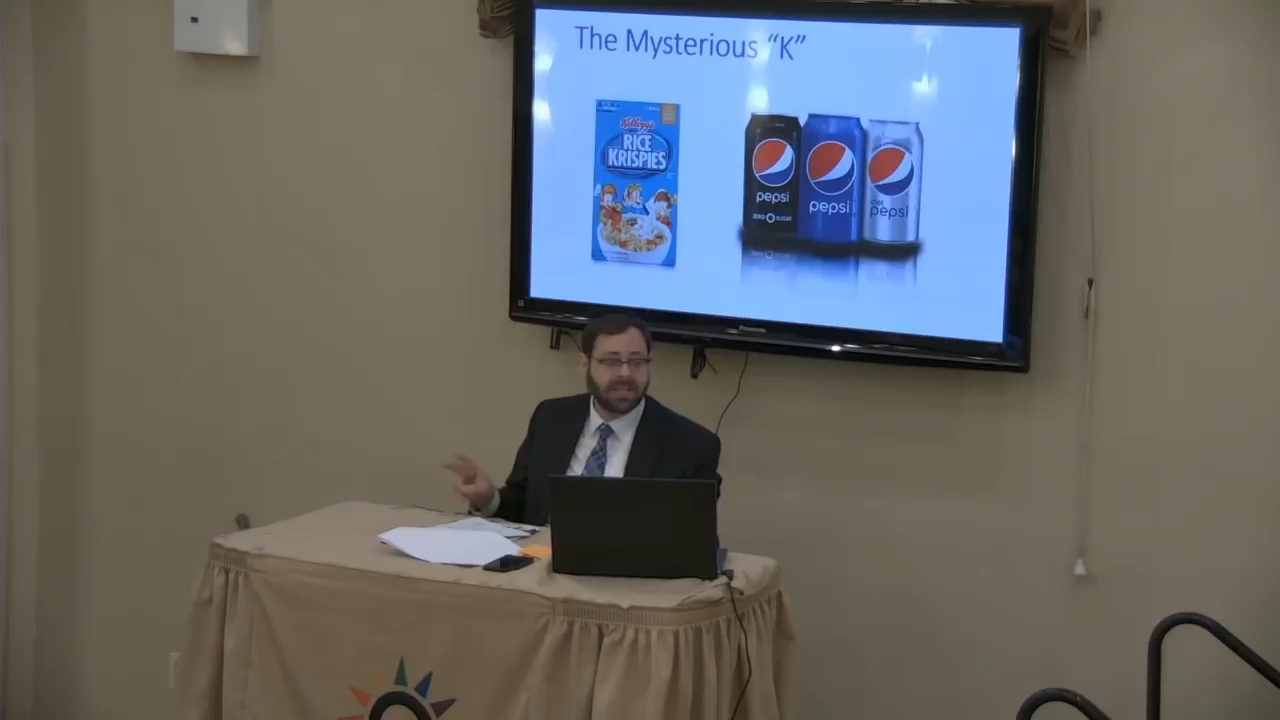 The Mysterious "K"
Kellogg's
RICE
KRISPIES
pepsi
ZERO SUGAR
pepsi
diet
pepsi
Panasonic